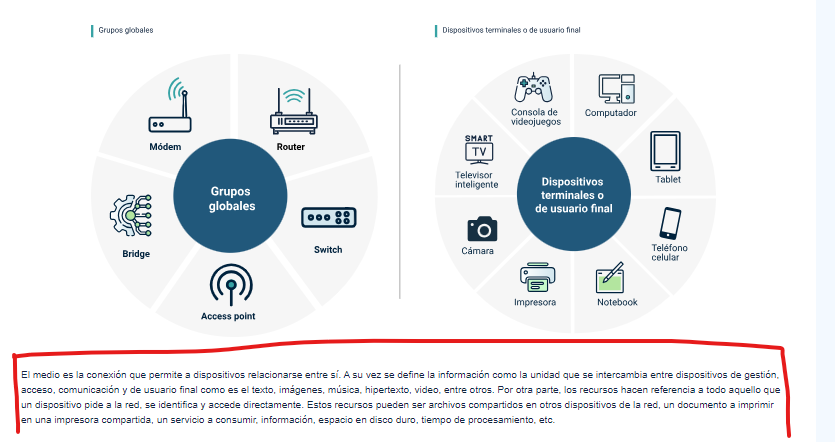 Grupos globales
Módem
Router
Grupos
globales
Bridge
Switch
Access point
Dispositivos terminales o de usuario final
Consola de
videojuegos
Computador
SMART
TV
Televisor
inteligente
Tablet
Dispositivos
terminales o
de usuario final
Cámara
Teléfono
celular
Impresora
Notebook
El medio es la conexión que permite a dispositivos relacionarse entre sí. A su vez se define la información como la unidad que se intercambia entre dispositivos de gestión,
acceso, comunicación y de usuario final como es el texto, imágenes, música, hipertexto, video, entre otros. Por otra parte, los recursos hacen referencia a todo aquello que
un dispositivo pide a la red, se identifica y accede directamente. Estos recursos pueden ser archivos compartidos en otros dispositivos de la red, un documento a imprimir
en una impresora compartida, un servicio a consumir, información, espacio en disco duro, tiempo de procesamiento, etc.